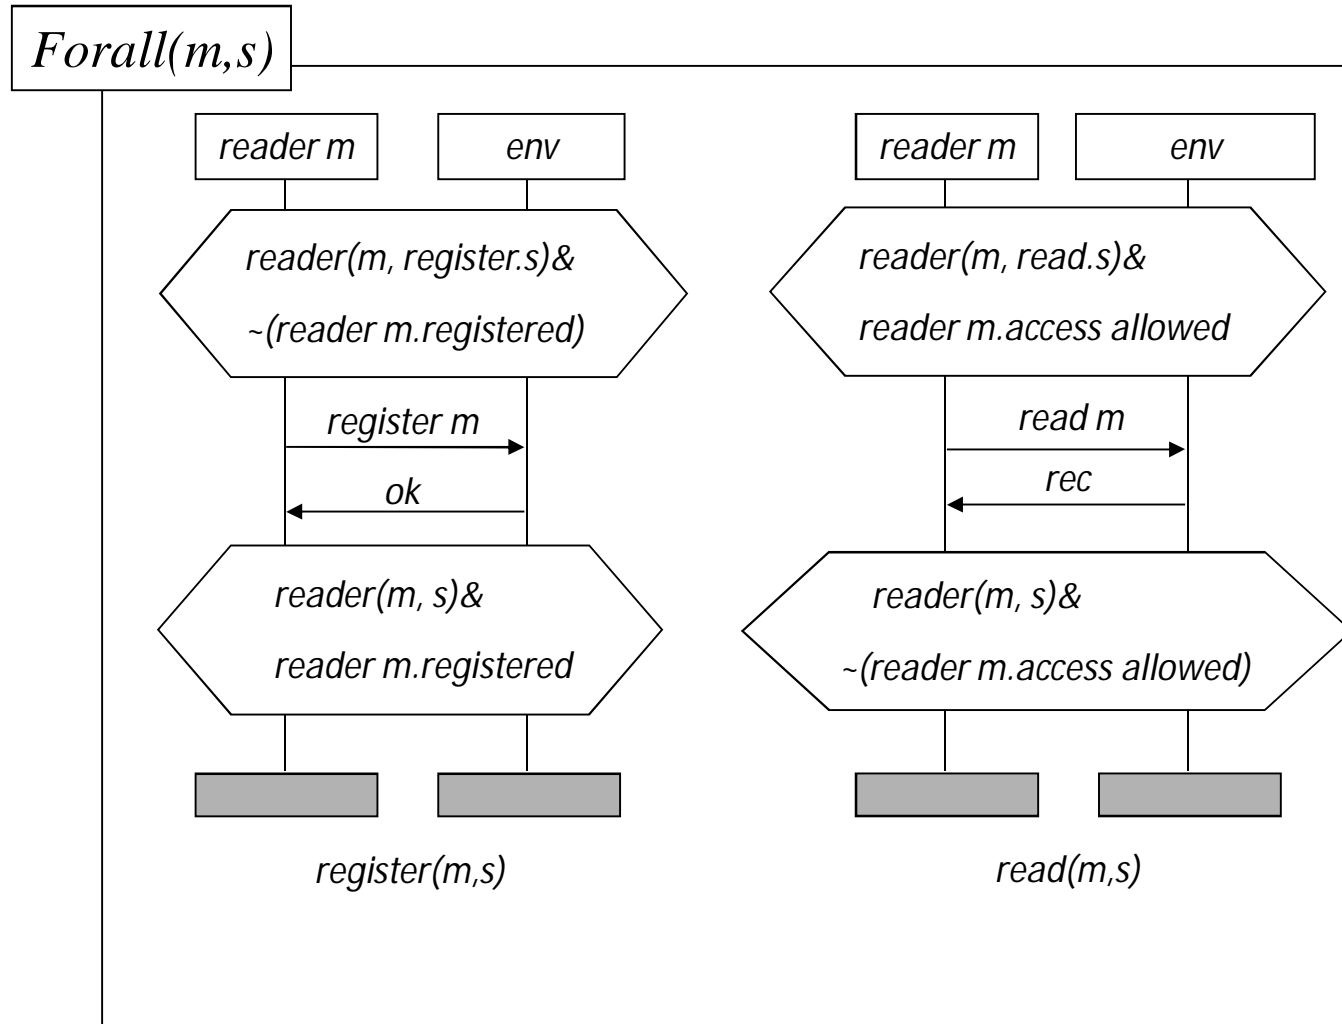 Forall(m,s)
reader m
env
reader(m, register.s)&
~(reader m.registered)
register m
ok
reader(m, s)&
reader m.registered
register(m,s)
reader m
env
reader(m, read.s)&
reader m.access allowed
read m
rec
reader(m, s)&
~(reader m.access allowed)
read(m,s)